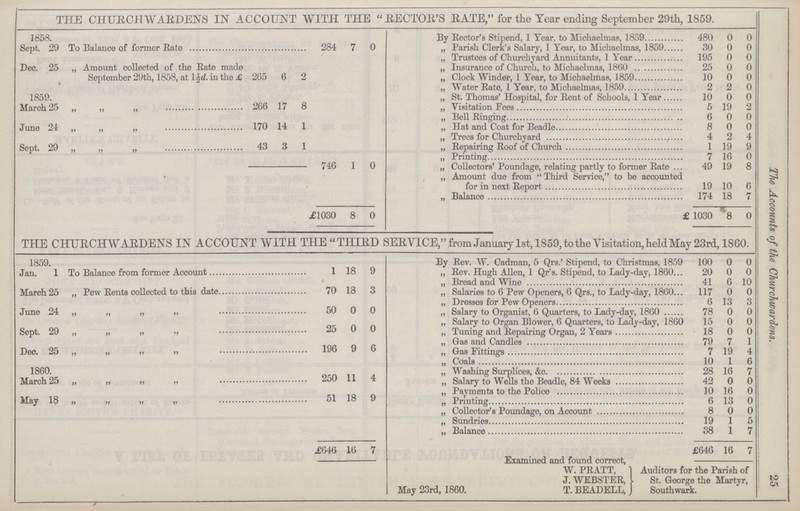 THE CHURCHWARDENS IN ACCOUNT WITH THE "RECTOR'S RATE," for the Year ending September 29th, 1859.
1858.
Sept. 29 To Balance of former Rate 284 7 0
Dec. 25 „ Amount collected of the Rate made
September 29th, 1858, at 1½d. in the £ 265 6 2
1859.
March 25 „ „ „ 266 17 8
June 24 „ „ „ 170 14 1
Sept. 29 „ „ „ 43 3 1
746 1 0
£1030 8 0
By Rector's Stipend, 1 Year, to Michaelmas, 1859 480 0 0
„ Parish Clerk's Salary, 1 Year, to Michaelmas, 1859 30 0 0
„ Trustees of Churchyard Annuitants, 1 Year 195 0 0
„ Insurance of Church, to Michaelmas, 1860 25 0 0
„ Clock Winder, 1 Year, to Michaelmas, 1859 10 0 0
„ Water Rate, 1 Year, to Michaelmas, 1859 2 2 0
„ St. Thomas' Hospital, for Rent of Schools, 1 Year 10 0 0
„ Visitation Fees 5 19 2
„ Bell Ringing 6 0 0
„ Hat and Coat for Beadle 8 0 0
„ Trees for Churchyard 4 2 4
„ Repairing Roof of Church 1 19 9
„ Printing 7 16 0
„ Collectors' Poundage, relating partly to former Rate 49 19 8
„ Amount due from "Third Service," to be accounted
for in next Report 19 10 6
„ Balance 174 18 7
£1030 8 0
THE CHURCHWARDENS IN ACCOUNT WITH THE "THIRD SERVICE," from January 1st, 1859, to the Visitation, held May 23rd, 1860.
1859.
Jan. 1 To Balance from former Account 1 18 9
March 25 „ Pew Rents collected to this date 70 18 3
June 24 „ „ „ „ 50 0 0
Sept. 29 „ „ „ „ 25 0 0
Dec. 25 „ „ „ „ 196 9 6
1860.
March 25 „ „ „ „ 250 11 4
May 18 „ „ „ „ 51 18 9
£646 16 7
By Rev. W. Cadman, 5 Qrs.' Stipend, to Christmas, 1859 100 0 0
„ Rev. Hugh Allen, 1 Qr's. Stipend, to Lady-day, 1860 20 0 0
„ Bread and Wine 41 6 10
„ Salaries to 6 Pew Openers, 6 Qrs., to Lady-day, 1860 117 0 0
„ Dresses for Pew Openers 6 13 3
„ Salary to Organist, 6 Quarters, to Lady-day, 1860 78 0 0
„ Salary to Organ Blower, 6 Quarters, to Lady-day, 1860 15 0 0
„ Tuning and Repairing Organ, 2 Years 18 0 0
„ Gas and Candles 79 7 1
„ Gas Fittings 7 19 4
„ Coals 10 1 6
„ Washing Surplices, &c. 28 16 7
„ Salary to Wells the Beadle, 84 Weeks 42 0 0
„ Payments to the Police 10 16 0
„ Printing 6 13 0
„ Collector's Poundage, on Account 8 0 0
„ Sundries 19 1 5
„ Balance 38 1 7
£646 16 7
Examined and found correct,
W. PRATT,
J. WEBSTER,
T. BEADELL,
Auditors for the Parish of
St. George the Martyr,
Southwark.
May 23rd, 1860.
The Accounts of the Churchwardens.
25